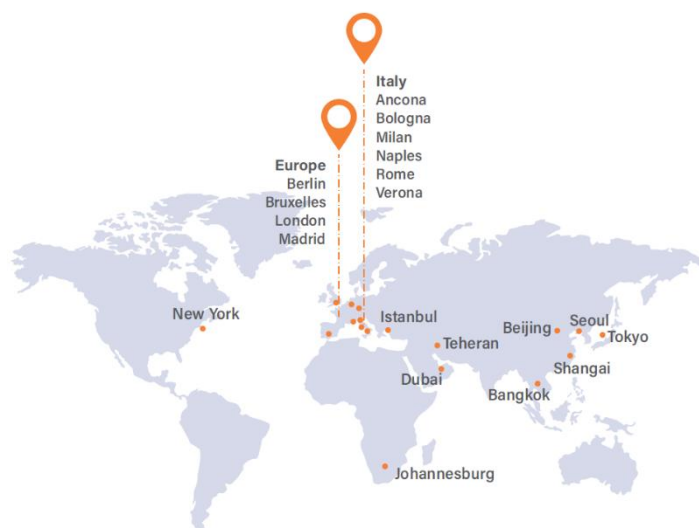 Italy
Ancona
Bologna
Milan
Naples
Rome
Verona
Europe
Berlin
Bruxelles
London
Madrid
New York
Istanbul
Teheran
Dubai
Beijing
Seoul
Tokyo
Shangai
Bangkok
Johannesburg